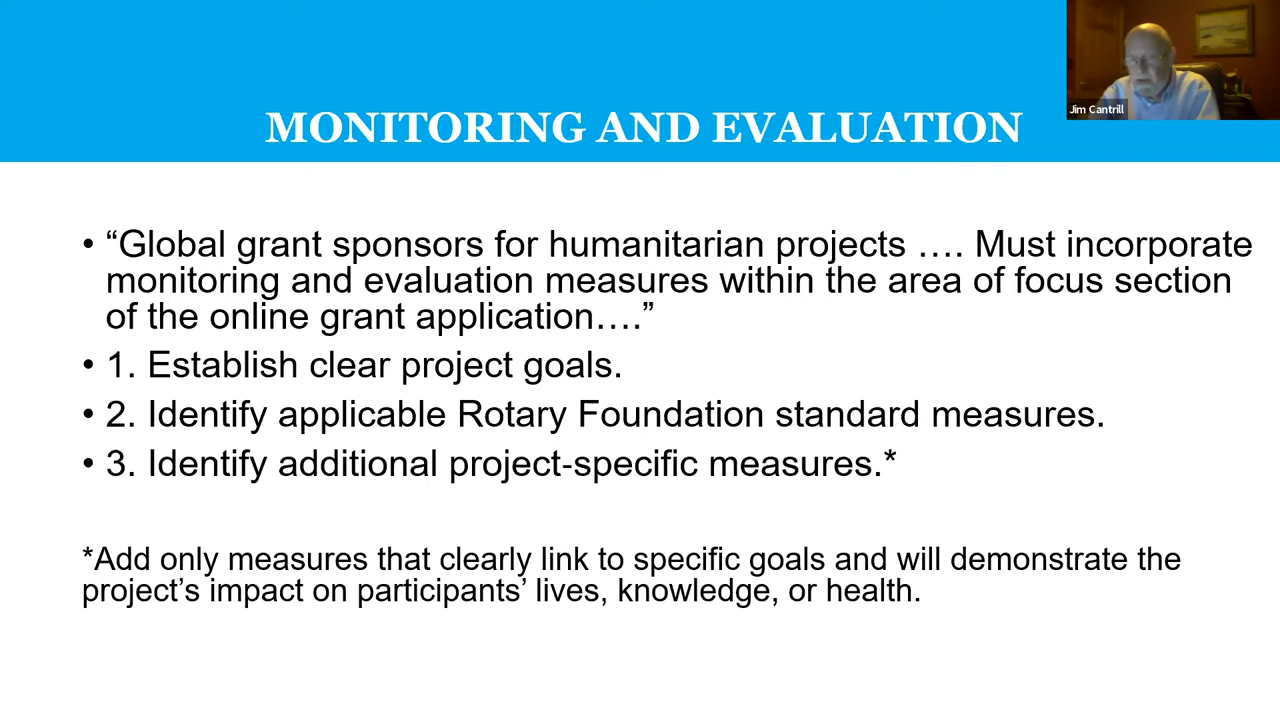 MONITORING AND EVALUATION
Jim Cantrill
• “Global grant sponsors for humanitarian projects …. Must incorporate
monitoring and evaluation measures within the area of focus section
of the online grant application….”
• 1. Establish clear project goals.
• 2. Identify applicable Rotary Foundation standard measures.
• 3. Identify additional project-specific measures.*
*Add only measures that clearly link to specific goals and will demonstrate the
project’s impact on participants’ lives, knowledge, or health.